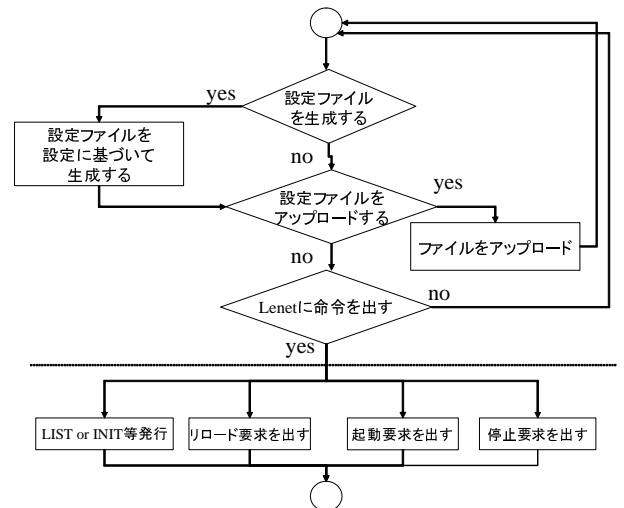 yes
設定ファイル
を生成する
設定ファイルを
設定に基づいて
生成する
no
設定ファイルを
アップロードする
yes
ファイルをアップロード
no
Lenetに命令を出す
no
yes
LIST or INIT等発行
リロード要求を出す
起動要求を出す
停止要求を出す